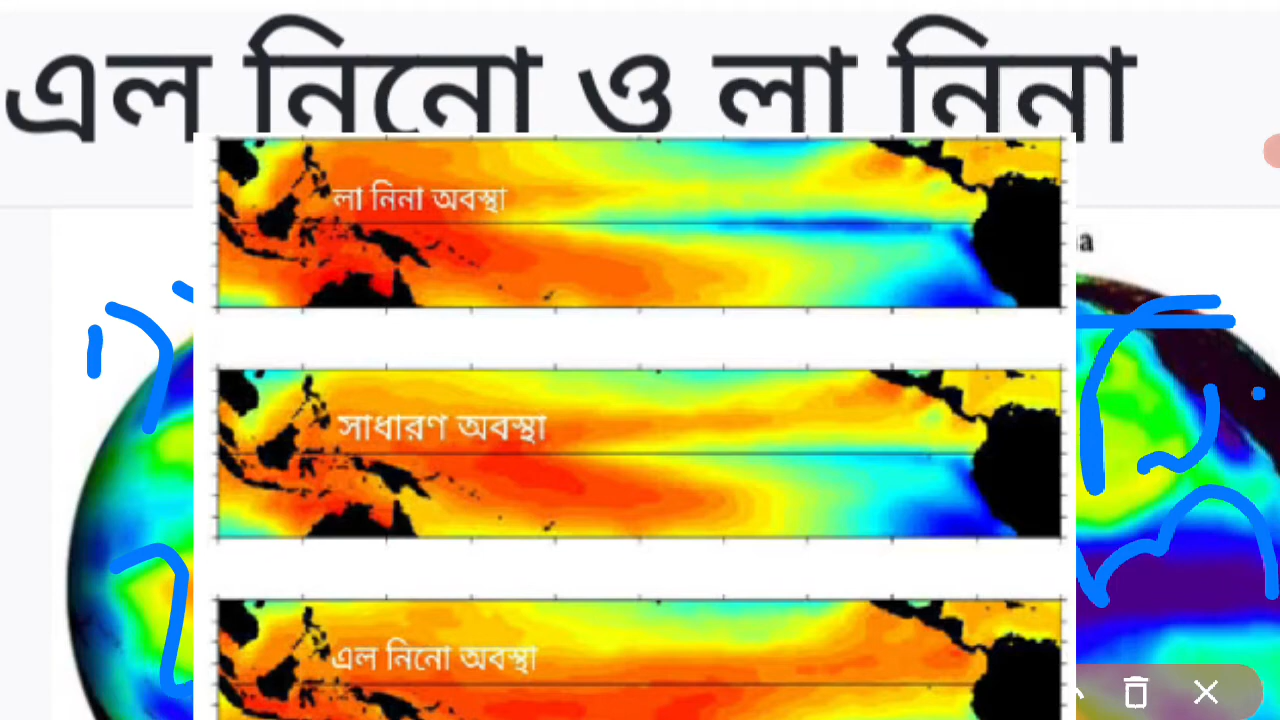 এল নিনো ও লা নিনা
লা নিনা অবস্থা
a
সাধারণ অবস্থা
এল নিনো অবস্থা